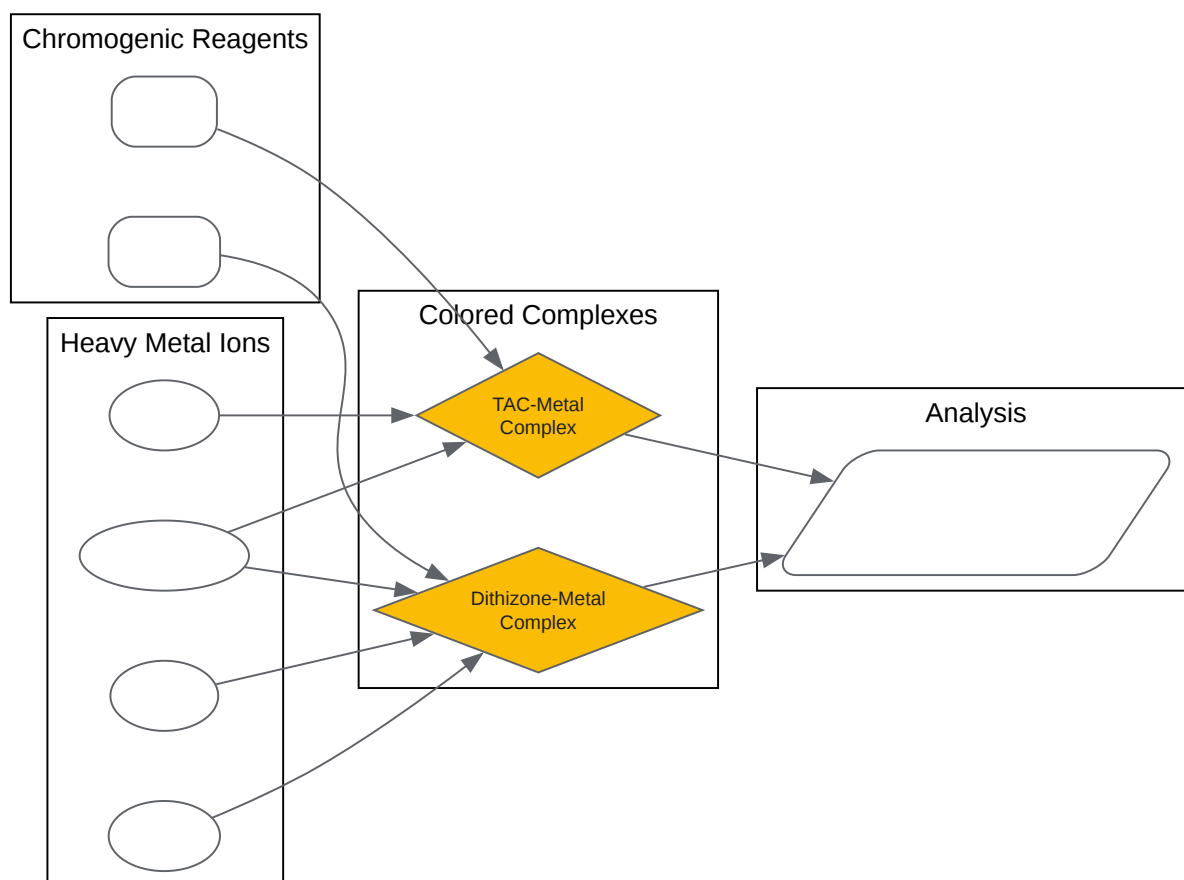 Chromogenic Reagents
Heavy Metal Ions
Colored Complexes
TAC-Metal
Complex
Dithizone-Metal
Complex
Analysis